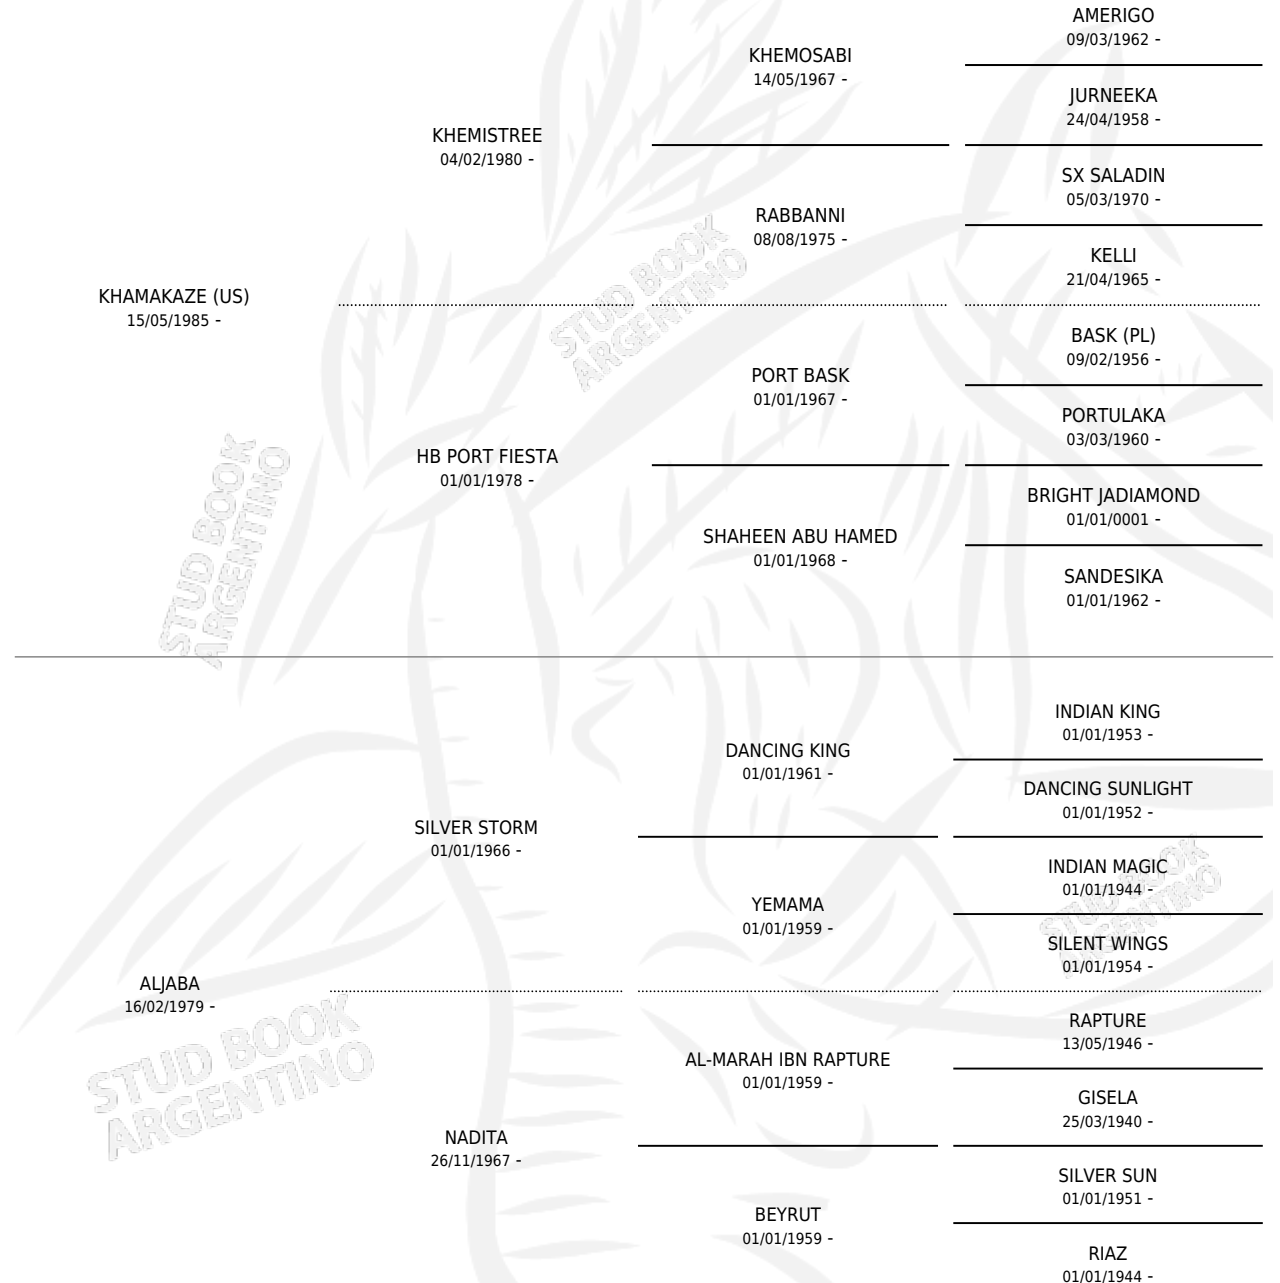 AMERIGO
09/03/1962 -
KHEMOSABI
14/05/1967 -
JURNEEKA
24/04/1958 -
KHEMISTREE
04/02/1980 -
SX SALADIN
05/03/1970 -
RABBANNI
08/08/1975 -
KELLI
21/04/1965 -
KHAMAKAZE (US)
15/05/1985 -
BASK (PL)
09/02/1956 -
PORT BASK
01/01/1967 -
PORTULAKA
03/03/1960 -
HB PORT FIESTA
01/01/1978 -
BRIGHT JADIAMOND
01/01/0001 -
SHAHEEN ABU HAMED
01/01/1968 -
SANDESIKA
01/01/1962 -
INDIAN KING
01/01/1953 -
DANCING KING
01/01/1961 -
DANCING SUNLIGHT
01/01/1952 -
SILVER STORM
01/01/1966 -
INDIAN MAGIC
01/01/1944 -
YEMAMA
01/01/1959 -
SILENT WINGS
01/01/1954 -
ALJABA
16/02/1979 -
RAPTURE
13/05/1946 -
AL-MARAH IBN RAPTURE
01/01/1959 -
GISELA
25/03/1940 -
NADITA
26/11/1967 -
SILVER SUN
01/01/1951 -
BEYRUT
01/01/1959 -
RIAZ
01/01/1944 -
STUD BOOK
ARGENTINO
STUD BOOK
ARGENTINO
STUD BOOK
ARGENTINO
STUD BOOK
ARGENTINO